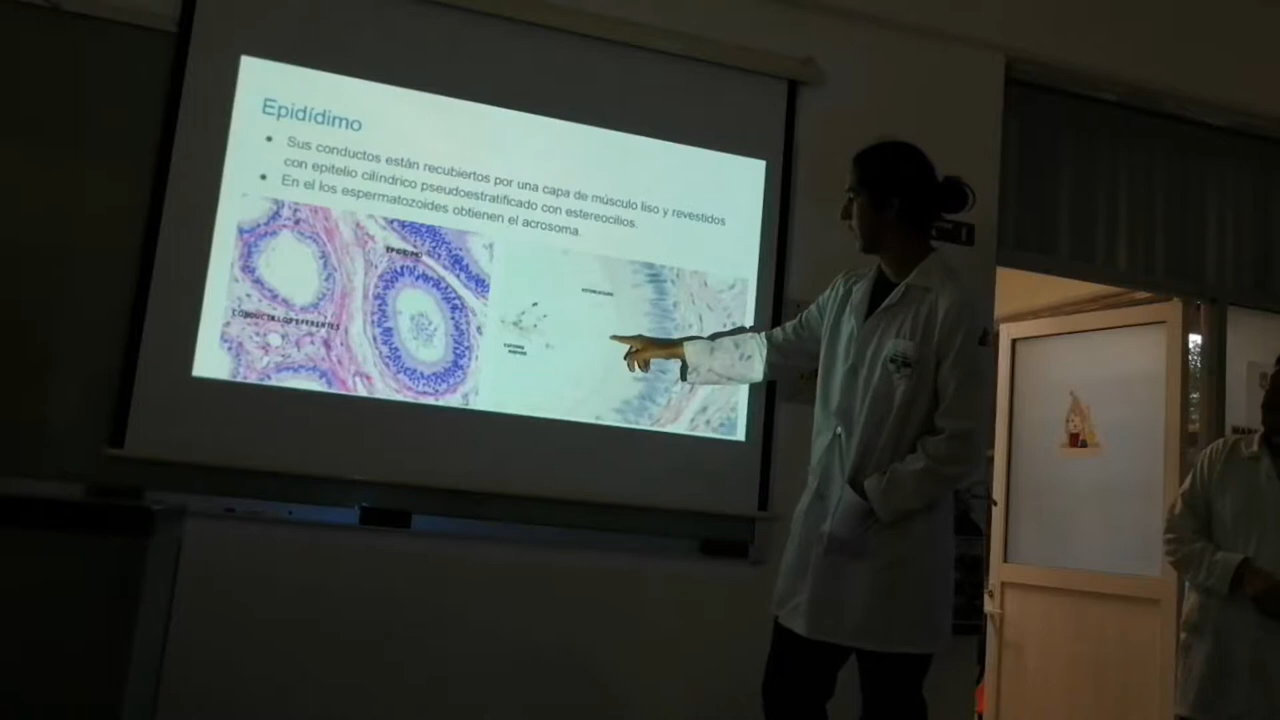 Epidídimo
● Sus conductos están recubiertos por una capa de músculo liso y revestidos
con epitelio cilíndrico pseudoestratificado con estereocilios.
● En el los espermatozoides obtienen el acrosoma.
EPIDIDIMO
CONDUCTILLOS EFERENTES